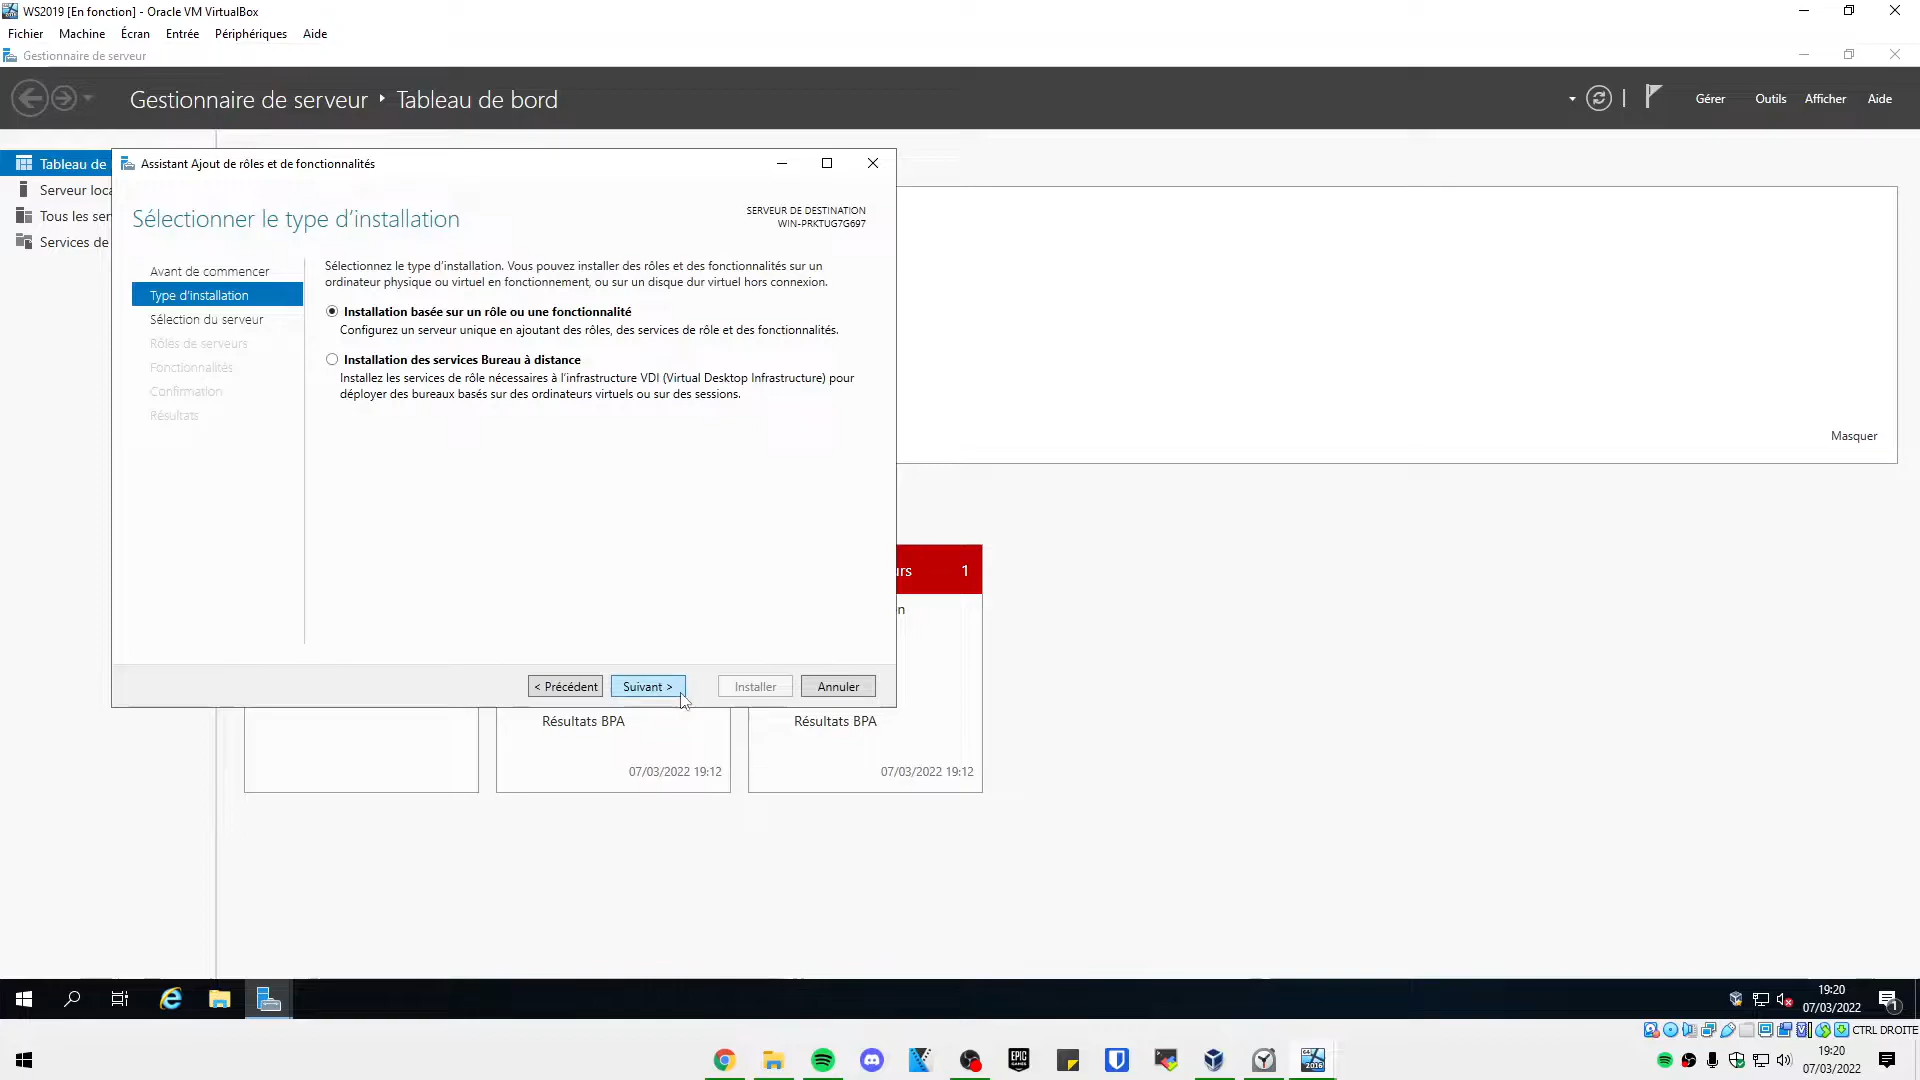 WS2019 [En fonction] - Oracle VM VirtualBox
Fichier Machine Écran Entrée Périphériques Aide
Gestionnaire de serveur
Gestionnaire de serveur ‣ Tableau de bord
Gérer Outils Afficher Aide
Tableau de
Serveur loca
Tous les ser
Services de
Assistant Ajout de rôles et de fonctionnalités
Sélectionner le type d’installation
SERVEUR DE DESTINATION
WIN-PRKTUG7G697
Avant de commencer
Type d’installation
Sélection du serveur
Rôles de serveurs
Fonctionnalités
Confirmation
Résultats
Sélectionnez le type d’installation. Vous pouvez installer des rôles et des fonctionnalités sur un
ordinateur physique ou virtuel en fonctionnement, ou sur un disque dur virtuel hors connexion.
Installation basée sur un rôle ou une fonctionnalité
Configurez un serveur unique en ajoutant des rôles, des services de rôle et des fonctionnalités.
Installation des services Bureau à distance
Installez les services de rôle nécessaires à l’infrastructure VDI (Virtual Desktop Infrastructure) pour
déployer des bureaux basés sur des ordinateurs virtuels ou sur des sessions.
< Précédent Suivant > Installer Annuler
Masquer
urs 1
n
Résultats BPA
07/03/2022 19:12
Résultats BPA
07/03/2022 19:12
19:20
07/03/2022
1
CTRL DROITE
EPIC
GAMES
2016
19:20
07/03/2022